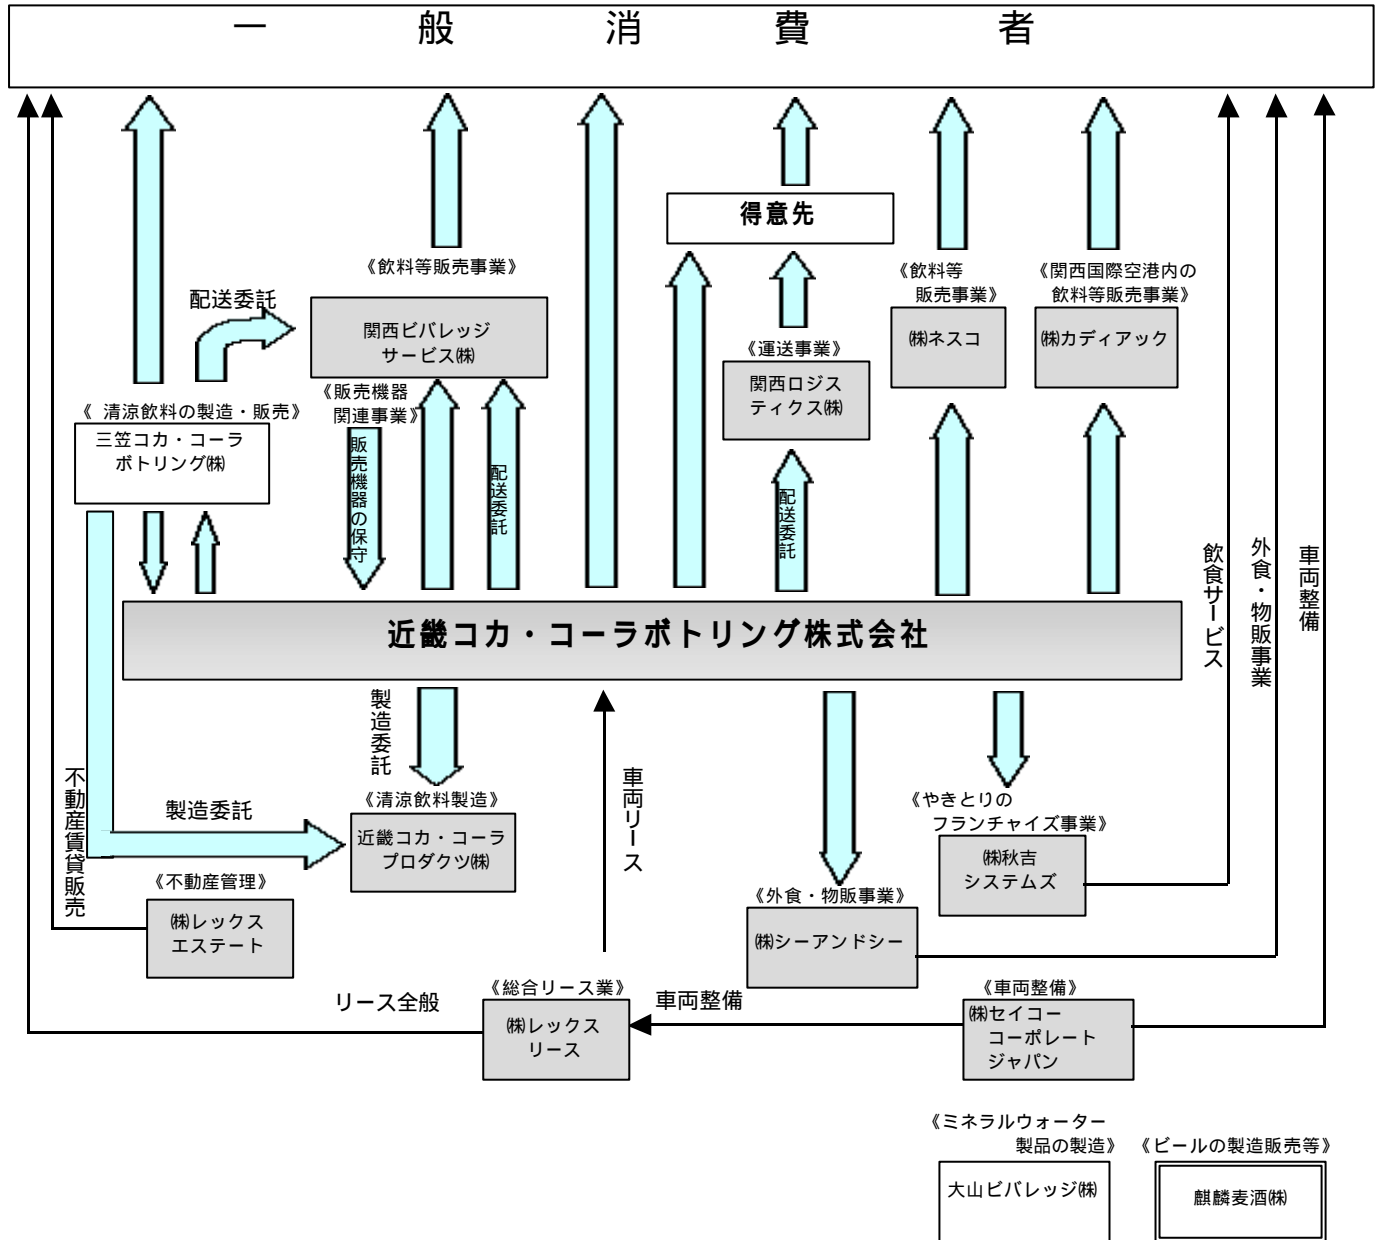 一般消費者
得意先
《飲料等販売事業》
配送委託
関西ビバレッジ
サービス㈱
《飲料等
販売事業》
㈱ネスコ
《関西国際空港内の
飲料等販売事業》
㈱カディアック
《運送事業》
関西ロジス
ティクス㈱
《 清涼飲料の製造・販売》
三笠コカ・コーラ
ボトリング㈱
《販売機器
関連事業》
販売機器の保守
配送委託
配送委託
飲食サービス
外食・物販事業
車両整備
近畿コカ・コーラボトリング株式会社
製造委託
車両リース
不動産賃貸販売
製造委託
《清涼飲料製造》
近畿コカ・コーラ
プロダクツ㈱
《やきとりの
フランチャイズ事業》
㈱秋吉
システムズ
《不動産管理》
㈱レックス
エステート
《外食・物販事業》
㈱シーアンドシー
リース全般
《総合リース業》
㈱レックス
リース
車両整備
《車両整備》
㈱セイコー
コーポレート
ジャパン
《ミネラルウォーター
製品の製造》
大山ビバレッジ㈱
《ビールの製造販売等》
麒麟麦酒㈱